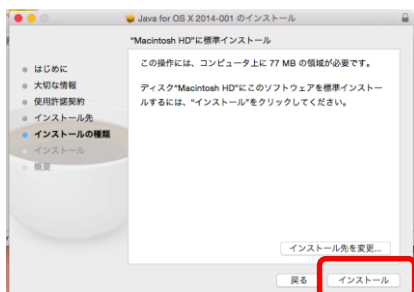 Java for OS X 2014-001 のインストール
"Macintosh HD"に標準インストール
はじめに
大切な情報
使用許諾契約
インストール先
インストールの種類
インストール
概要
この操作には、コンピュータ上に 77 MB の領域が必要です。
ディスク"Macintosh HD"にこのソフトウェアを標準インストー
ルするには、"インストール"をクリックしてください。
インストール先を変更...
戻る
インストール